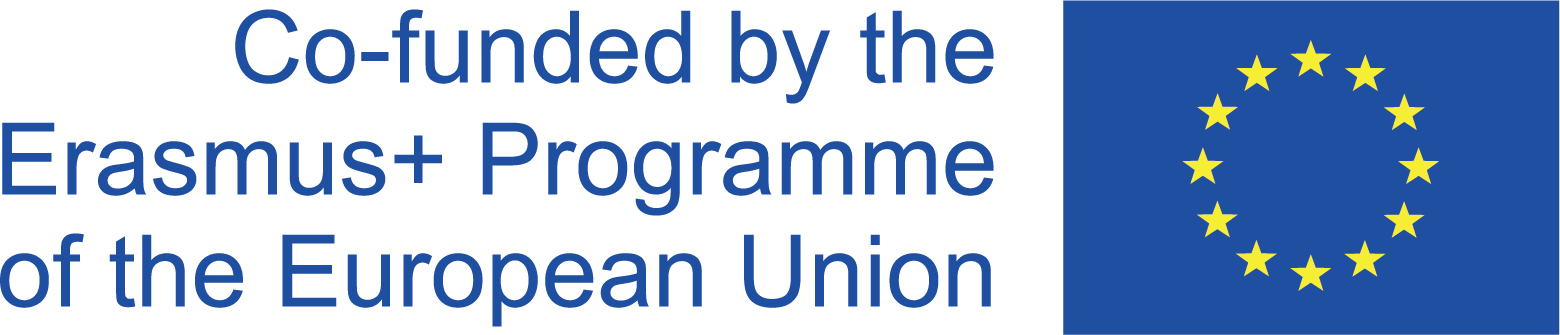 Co-funded by the
Erasmus+ Programme
of the European Union